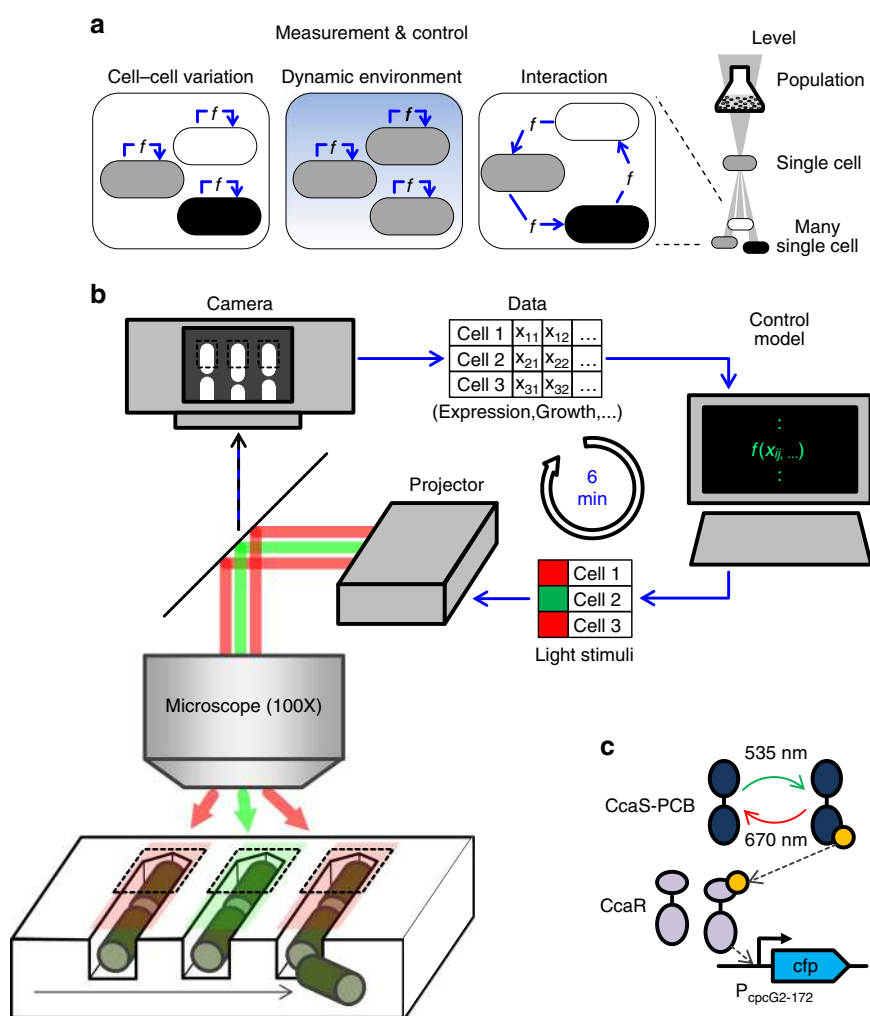 a
Measurement & control
Level
Cell–cell variation
Dynamic environment
Interaction
Population
f
f
f
f
f
f
f
f
f
Single cell
Many
single cell
b
Camera
Data
Control
model
Cell 1 x11 x12 ...
Cell 2 x21 x22 ...
Cell 3 x31 x32 ...
(Expression,Growth,...)
:
f(xij, ...)
:
Projector
6
min
Cell 1
Cell 2
Cell 3
Light stimuli
Microscope (100X)
c
535 nm
CcaS-PCB
670 nm
CcaR
cfp
PcpcG2-172